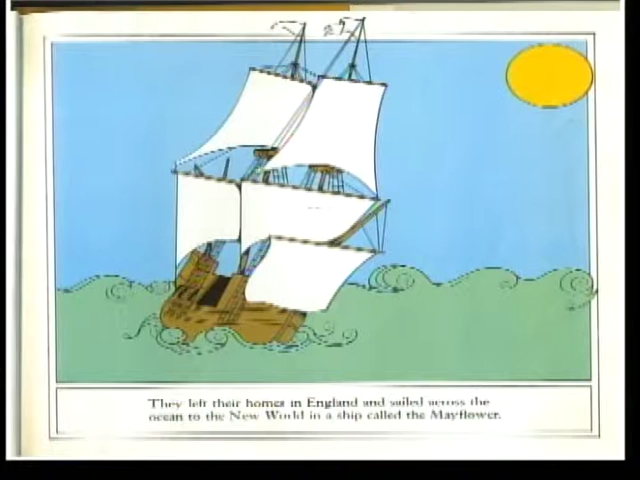 They left their homes in England and sailed across the
ocean to the New World in a ship called the Mayflower.